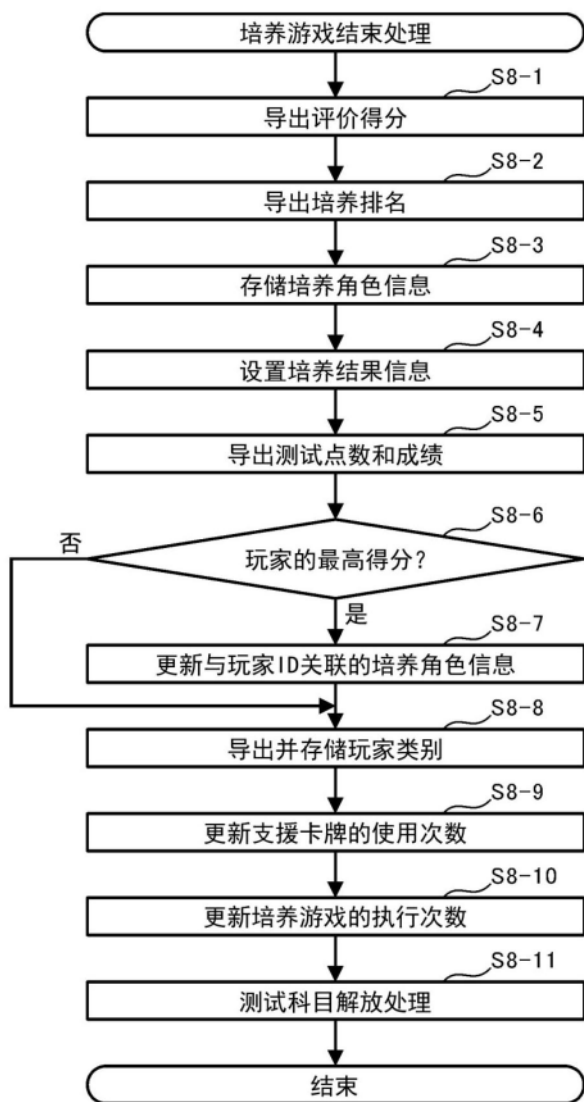 培养游戏结束处理
S8-1
导出评价得分
S8-2
导出培养排名
S8-3
存储培养角色信息
S8-4
设置培养结果信息
S8-5
导出测试点数和成绩
S8-6
否
玩家的最高得分?
是
S8-7
更新与玩家ID关联的培养角色信息
S8-8
导出并存储玩家类别
S8-9
更新支援卡牌的使用次数
S8-10
更新培养游戏的执行次数
S8-11
测试科目解放处理
结束